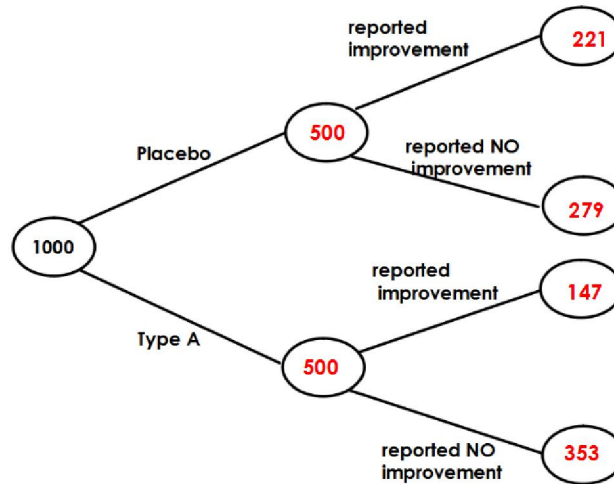 reported
improvement
221
500
Placebo
reported NO
improvement
279
1000
reported
improvement
147
Type A
500
reported NO
improvement
353